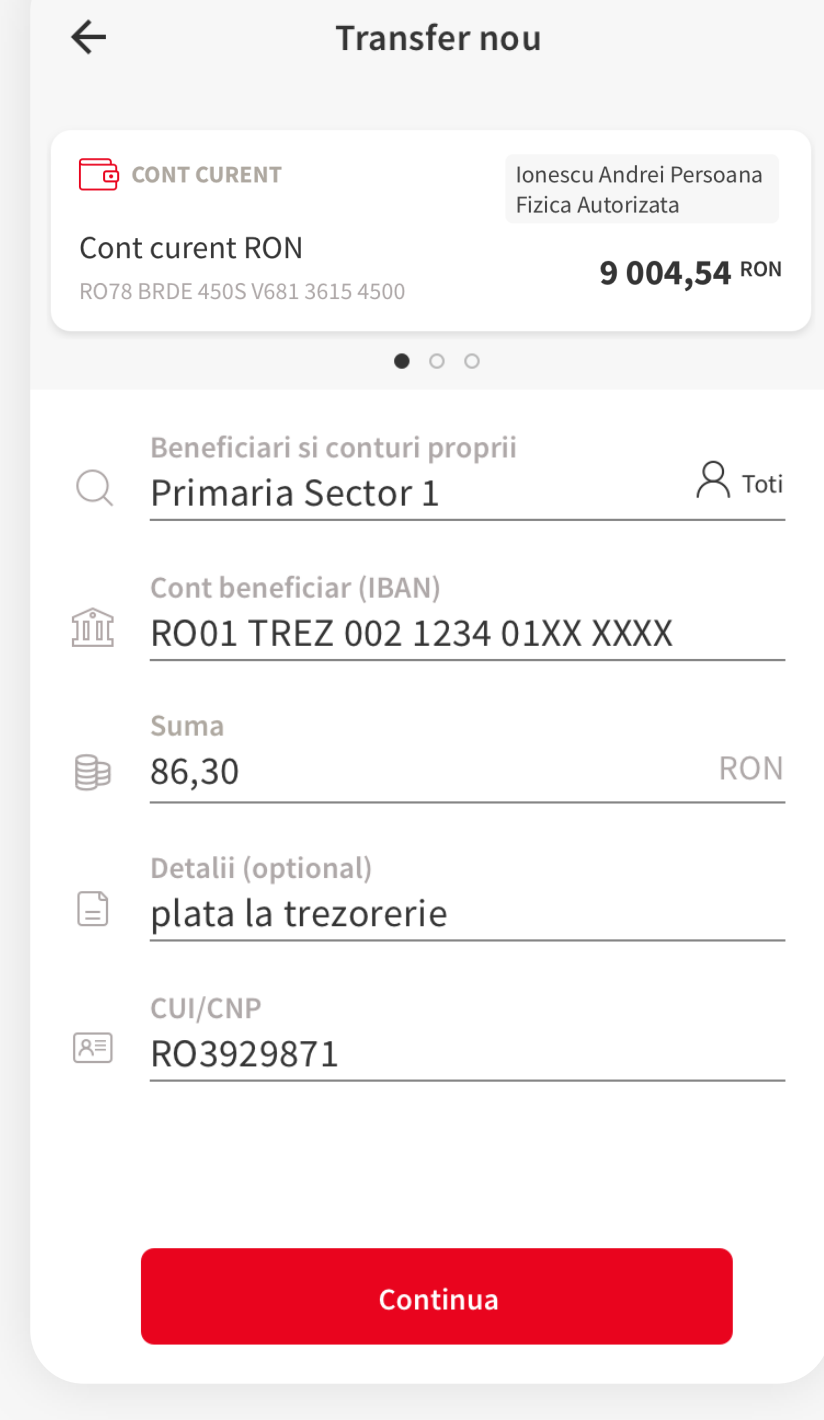 Transfer nou
CONT CURENT
Ionescu Andrei Persoana
Fizica Autorizata
Cont curent RON
9 004,54 RON
RO78 BRDE 450S V681 3615 4500
Beneficiari si conturi proprii
Primaria Sector 1
Toti
Cont beneficiar (IBAN)
RO01 TREZ 002 1234 01XX XXXX
Suma
86,30
RON
Detalii (optional)
plata la trezorerie
CUI/CNP
RO3929871
Continua